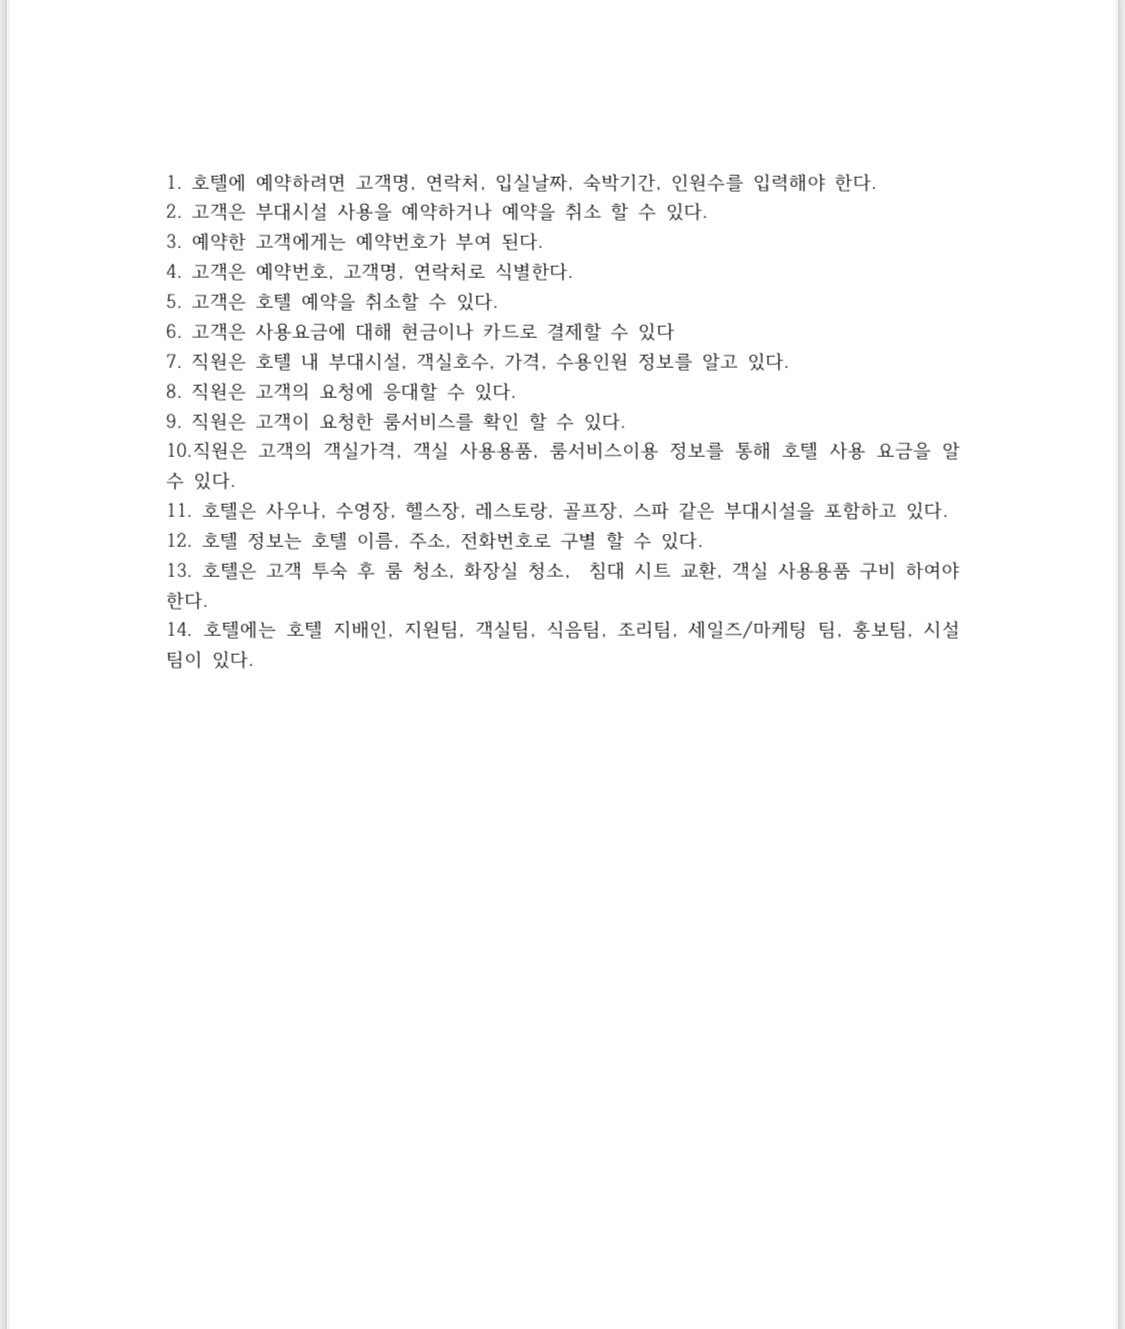 1. 호텔에 예약하려면 고객명, 연락처, 입실날짜, 숙박기간, 인원수를 입력해야 한다.
2. 고객은 부대시설 사용을 예약하거나 예약을 취소 할 수 있다.
3. 예약한 고객에게는 예약번호가 부여 된다.
4. 고객은 예약번호, 고객명, 연락처로 식별한다.
5. 고객은 호텔 예약을 취소할 수 있다.
6. 고객은 사용요금에 대해 현금이나 카드로 결제할 수 있다
7. 직원은 호텔 내 부대시설, 객실호수, 가격, 수용인원 정보를 알고 있다.
8. 직원은 고객의 요청에 응대할 수 있다.
9. 직원은 고객이 요청한 룸서비스를 확인 할 수 있다.
10.직원은 고객의 객실가격, 객실 사용용품, 룸서비스이용 정보를 통해 호텔 사용 요금을 알
수 있다.
11. 호텔은 사우나, 수영장, 헬스장, 레스토랑, 골프장, 스파 같은 부대시설을 포함하고 있다.
12. 호텔 정보는 호텔 이름, 주소, 전화번호로 구별 할 수 있다.
13. 호텔은 고객 투숙 후 룸 청소, 화장실 청소, 침대 시트 교환, 객실 사용용품 구비 하여야
한다.
14. 호텔에는 호텔 지배인, 지원팀, 객실팀, 식음팀, 조리팀, 세일즈/마케팅 팀, 홍보팀, 시설
팀이 있다.